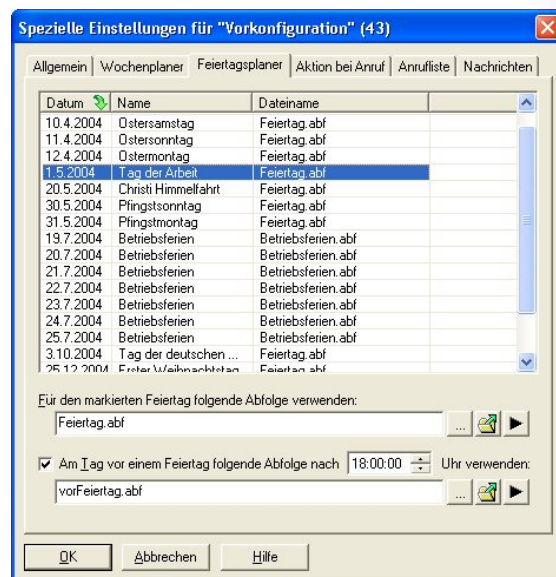 Spezielle Einstellungen für "Vorkonfiguration" (43)
Allgemein Wochenplaner Feiertagsplaner Aktion bei Anruf Anrufliste Nachrichten
Datum Name Dateiname
10.4.2004 Ostersamstag Feiertag.abf
11.4.2004 Ostersonntag Feiertag.abf
12.4.2004 Ostermontag Feiertag.abf
1.5.2004 Tag der Arbeit Feiertag.abf
20.5.2004 Christi Himmelfahrt Feiertag.abf
30.5.2004 Pfingstsonntag Feiertag.abf
31.5.2004 Pfingstmontag Feiertag.abf
19.7.2004 Betriebsferien Betriebsferien.abf
20.7.2004 Betriebsferien Betriebsferien.abf
21.7.2004 Betriebsferien Betriebsferien.abf
22.7.2004 Betriebsferien Betriebsferien.abf
23.7.2004 Betriebsferien Betriebsferien.abf
24.7.2004 Betriebsferien Betriebsferien.abf
25.7.2004 Betriebsferien Betriebsferien.abf
3.10.2004 Tag der deutschen ... Feiertag.abf
25.12.2004 Erster Weihnachtstag Feiertag.abf
Für den markierten Feiertag folgende Abfolge verwenden:
Feiertag.abf ...
Am Tag vor einem Feiertag folgende Abfolge nach 18:00:00 Uhr verwenden:
vorFeiertag.abf ...
OK Abbrechen Hilfe